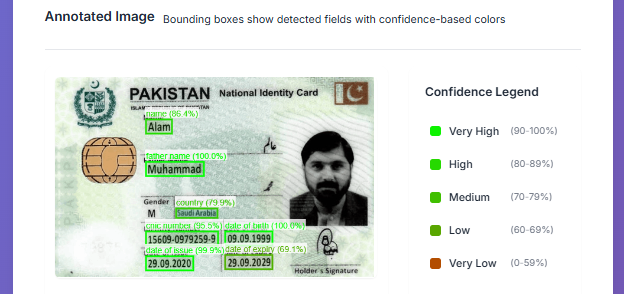 Annotated Image Bounding boxes show detected fields with confidence-based colors
PAKISTAN National Identity Card
name (86.4%)
Alam
عالم
father name (100.0%)
Muhammad
محمد
Gender country (79.9%)
M Saudi Arabia
cnic number (95.5%) date of birth (100.0%)
15609-0979259-9 09.09.1999
date of issue (99.9%) date of expiry (69.1%)
29.09.2020 29.09.2029
Holder's Signature
Confidence Legend
Very High (90-100%)
High (80-89%)
Medium (70-79%)
Low (60-69%)
Very Low (0-59%)